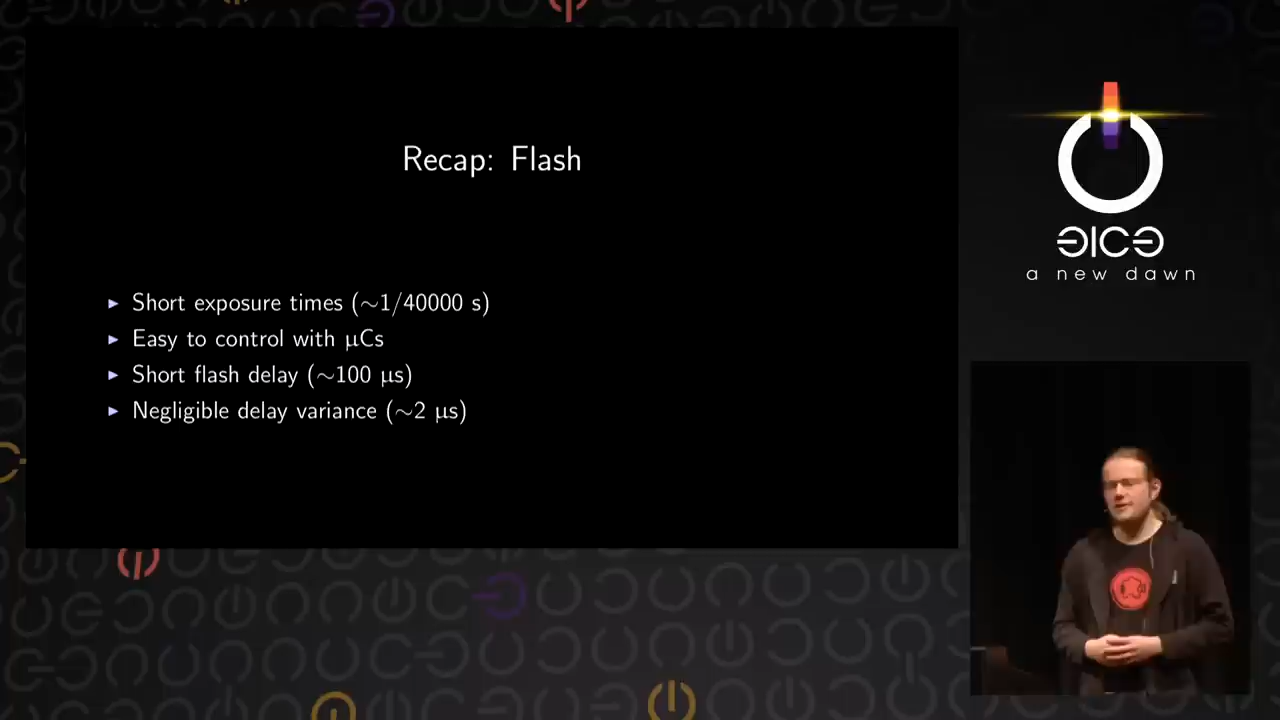 Recap: Flash
▶ Short exposure times (∼1/40000 s)
▶ Easy to control with µCs
▶ Short flash delay (∼100 µs)
▶ Negligible delay variance (∼2 µs)
31C3
a new dawn